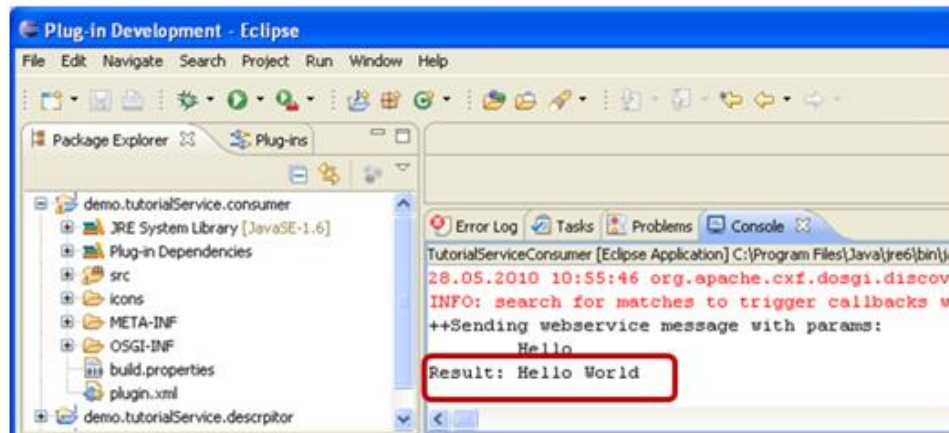 Plug-in Development - Eclipse
File Edit Navigate Search Project Run Window Help
Package Explorer Plug-ins
demo.tutorialService.consumer
JRE System Library [JavaSE-1.6]
Plug-in Dependencies
src
icons
META-INF
OSGI-INF
build.properties
plugin.xml
demo.tutorialService.descrpitor
Error Log Tasks Problems Console
TutorialServiceConsumer [Eclipse Application] C:\Program Files\Java\jre6\bin\j
28.05.2010 10:55:46 org.apache.cxf.dosgi.discov
INFO: search for matches to trigger callbacks w
++Sending webservice message with params:
Hello
Result: Hello World